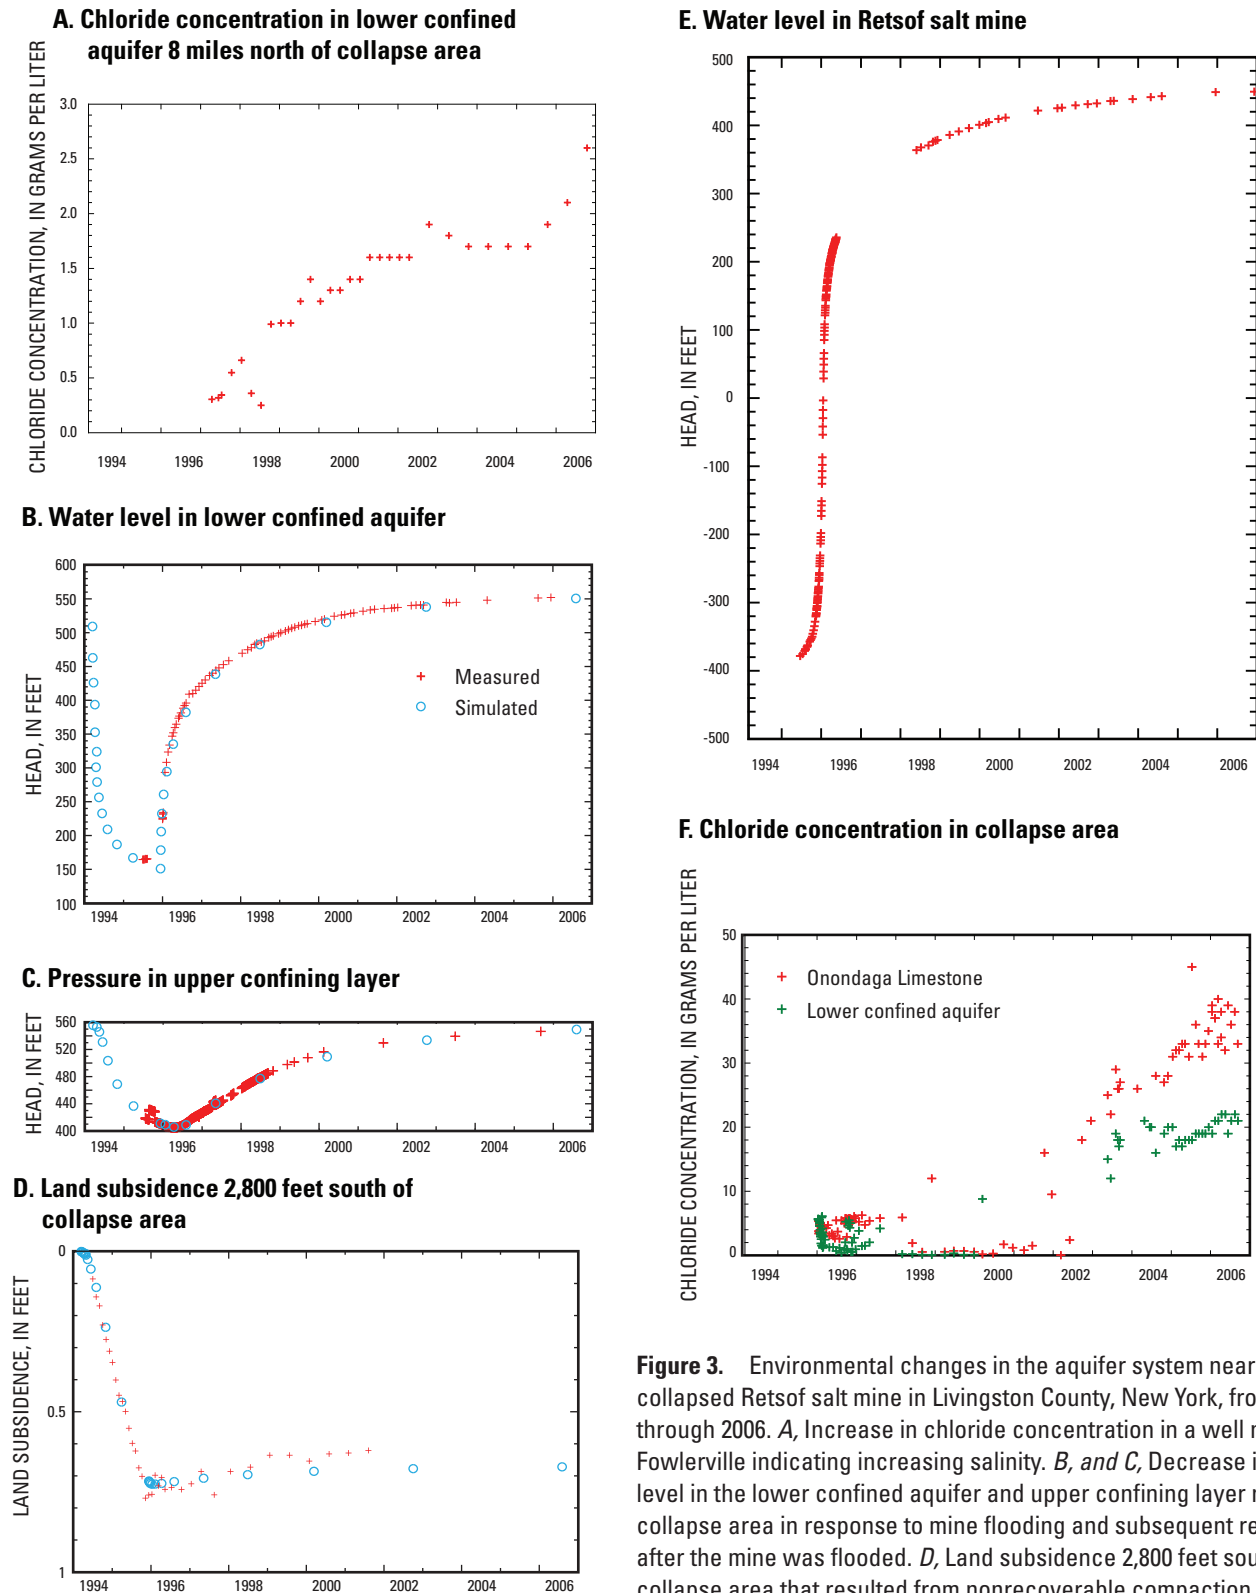 A. Chloride concentration in lower confined
aquifer 8 miles north of collapse area
CHLORIDE CONCENTRATION, IN GRAMS PER LITER
3.0
2.5
2.0
1.5
1.0
0.5
0.0
1994 1996 1998 2000 2002 2004 2006
B. Water level in lower confined aquifer
HEAD, IN FEET
600
550
500
450
400
350
300
250
200
150
100
Measured
Simulated
1994 1996 1998 2000 2002 2004 2006
C. Pressure in upper confining layer
HEAD, IN FEET
560
520
480
440
400
1994 1996 1998 2000 2002 2004 2006
D. Land subsidence 2,800 feet south of
collapse area
LAND SUBSIDENCE, IN FEET
0
0.5
1
1994 1996 1998 2000 2002 2004 2006
E. Water level in Retsof salt mine
HEAD, IN FEET
500
400
300
200
100
0
-100
-200
-300
-400
-500
1994 1996 1998 2000 2002 2004 2006
F. Chloride concentration in collapse area
CHLORIDE CONCENTRATION, IN GRAMS PER LITER
50
40
30
20
10
0
Onondaga Limestone
Lower confined aquifer
1994 1996 1998 2000 2002 2004 2006
Figure 3. Environmental changes in the aquifer system near
collapsed Retsof salt mine in Livingston County, New York, fro
through 2006. A, Increase in chloride concentration in a well n
Fowlerville indicating increasing salinity. B, and C, Decrease i
level in the lower confined aquifer and upper confining layer n
collapse area in response to mine flooding and subsequent re
after the mine was flooded. D, Land subsidence 2,800 feet sou
collapse area that resulted from nonrecoverable compaction